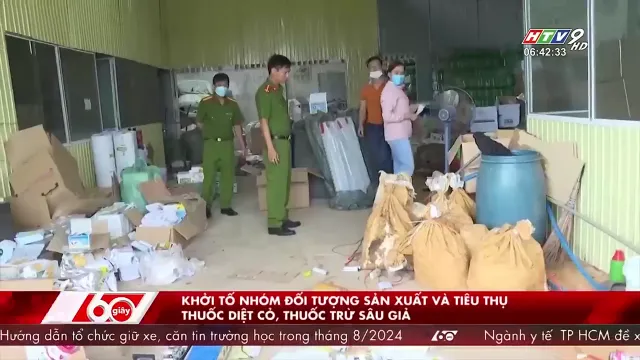 HTV9 HD
06:42:33
60 giây
KHỞI TỐ NHÓM ĐỐI TƯỢNG SẢN XUẤT VÀ TIÊU THỤ
THUỐC DIỆT CỎ, THUỐC TRỪ SÂU GIẢ
Hướng dẫn tổ chức giữ xe, căn tin trường học trong tháng 8/2024 60s Ngành y tế TP HCM đề